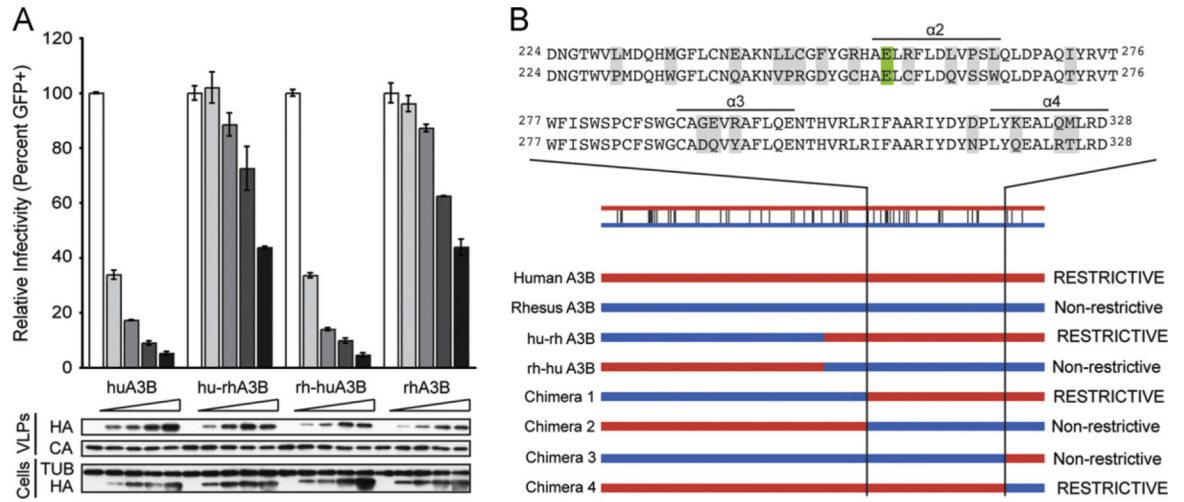 A
Relative Infectivity (Percent GFP+)
120
100
80
60
40
20
0
huA3B hu-rhA3B rh-huA3B rhA3B
VLPs
HA
CA
Cells
TUB
HA
B
α2
224 DNGTWVLMDQHMGFLCNEAKNLLCGFYGRHAELRFLDLVPSLQLDPAQIYRVT 276
224 DNGTWVPMDQHWGFLCNQAKNVPRGDYGCHAELCFLDQVSSWQLDPAQTYRVT 276
α3 α4
277 WFISWSPCFSWGCAGEVRAFLQENTHVRLRIFAARIYDYDPLYKEALQMLRD 328
277 WFISWSPCFSWGCADQVYAFLQENTHVRLRIFAARIYDYNPLYQEALRTLRD 328
Human A3B RESTRICTIVE
Rhesus A3B Non-restrictive
hu-rh A3B RESTRICTIVE
rh-hu A3B Non-restrictive
Chimera 1 RESTRICTIVE
Chimera 2 Non-restrictive
Chimera 3 Non-restrictive
Chimera 4 RESTRICTIVE